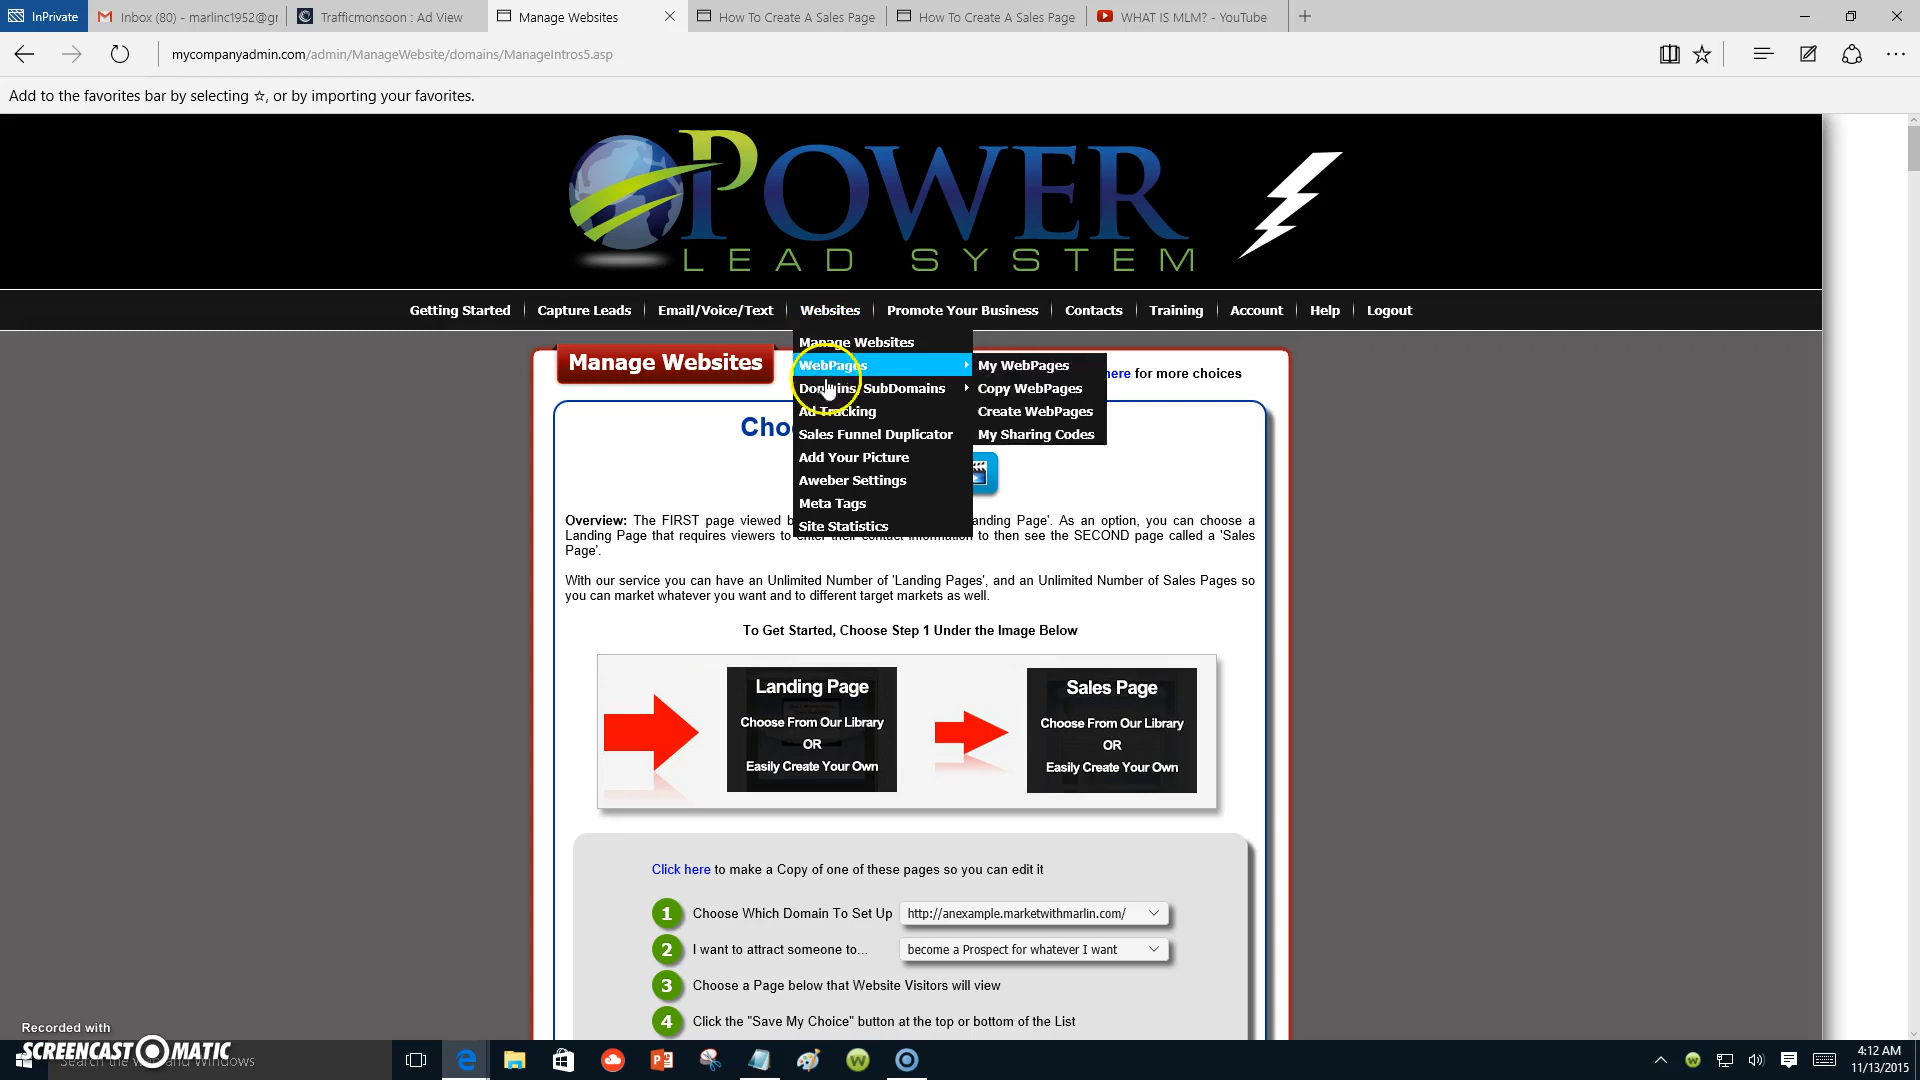 InPrivate
Inbox (80) - marlinc1952@gr
Trafficmonsoon : Ad View
Manage Websites
How To Create A Sales Page
How To Create A Sales Page
WHAT IS MLM? - YouTube
mycompanyadmin.com/admin/ManageWebsite/domains/ManageIntros5.asp
Add to the favorites bar by selecting ☆, or by importing your favorites.
POWER
LEAD SYSTEM
Getting Started
Capture Leads
Email/Voice/Text
Websites
Promote Your Business
Contacts
Training
Account
Help
Logout
Manage Websites
WebPages
Domains/SubDomains
Ad Tracking
Sales Funnel Duplicator
Add Your Picture
Aweber Settings
Meta Tags
Site Statistics
My WebPages
Copy WebPages
Create WebPages
My Sharing Codes
Manage Websites
here for more choices
Choo
Overview: The FIRST page viewed b anding Page'. As an option, you can choose a
Landing Page that requires viewers to enter their contact information to then see the SECOND page called a 'Sales
Page'.
With our service you can have an Unlimited Number of 'Landing Pages', and an Unlimited Number of Sales Pages so
you can market whatever you want and to different target markets as well.
To Get Started, Choose Step 1 Under the Image Below
Landing Page
Choose From Our Library
OR
Easily Create Your Own
Sales Page
Choose From Our Library
OR
Easily Create Your Own
Click here to make a Copy of one of these pages so you can edit it
1 Choose Which Domain To Set Up http://anexample.marketwithmarlin.com/
2 I want to attract someone to... become a Prospect for whatever I want
3 Choose a Page below that Website Visitors will view
4 Click the "Save My Choice" button at the top or bottom of the List
Recorded with
SCREENCAST-O-MATIC
Search the web and Windows
4:12 AM
11/13/2015